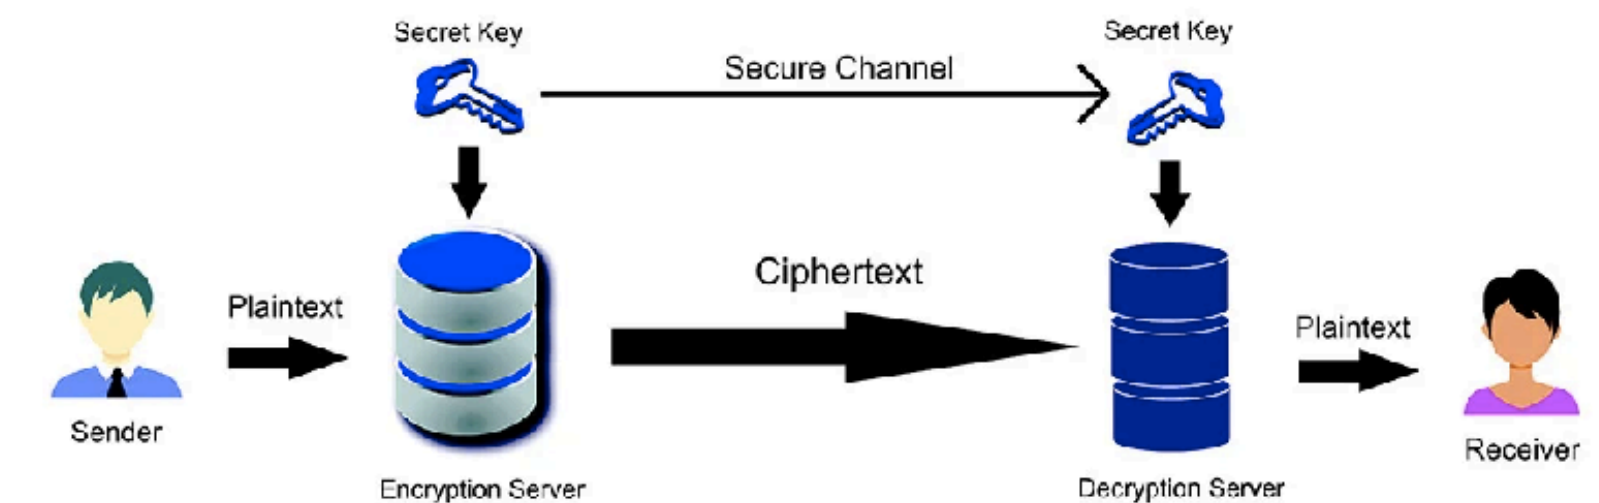 Secret Key
Secret Key
Secure Channel
Ciphertext
Plaintext
Plaintext
Sender
Receiver
Encryption Server
Decryption Server